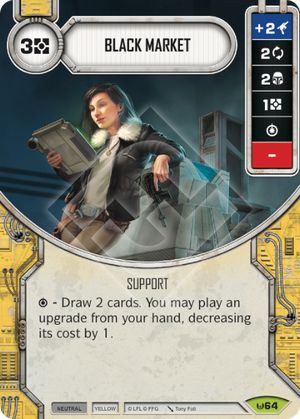 3
BLACK MARKET
+2
2
2
1
-
SUPPORT
- Draw 2 cards. You may play an
upgrade from your hand, decreasing
its cost by 1.
NEUTRAL YELLOW © LFL © FFG Tony Foti 64